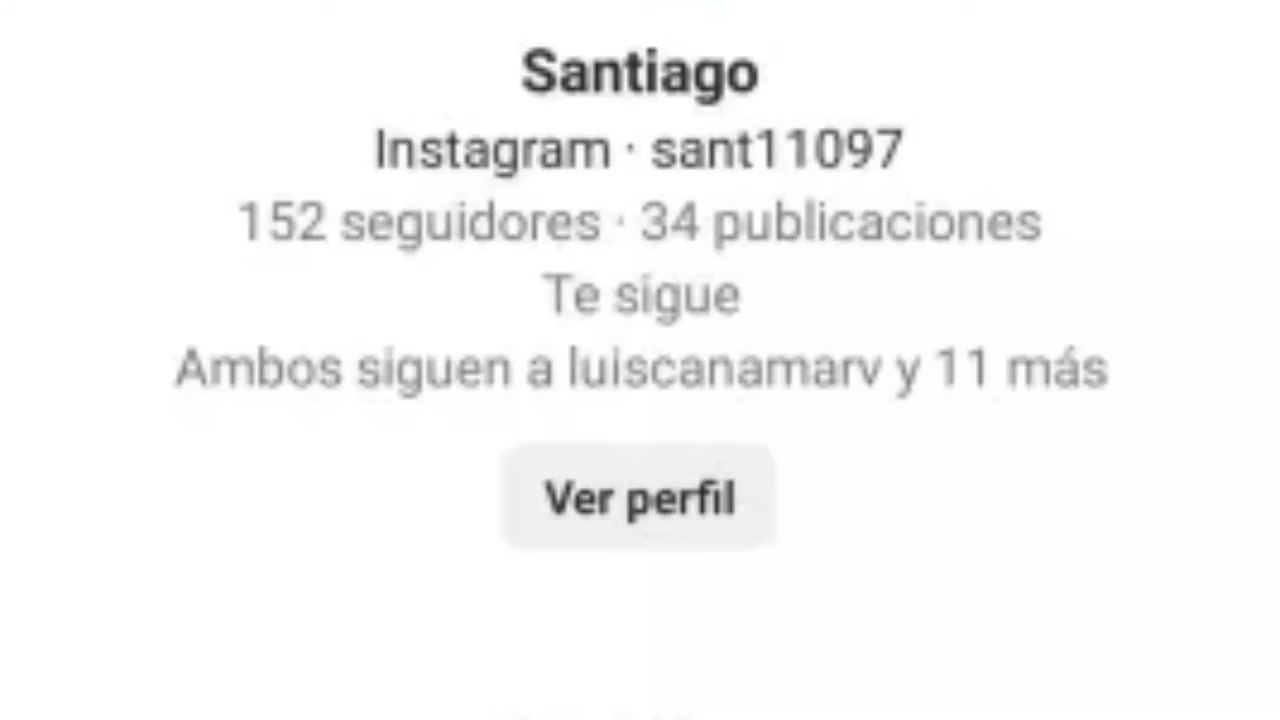 Santiago
Instagram · sant11097
152 seguidores · 34 publicaciones
Te sigue
Ambos siguen a luiscanamarv y 11 más
Ver perfil